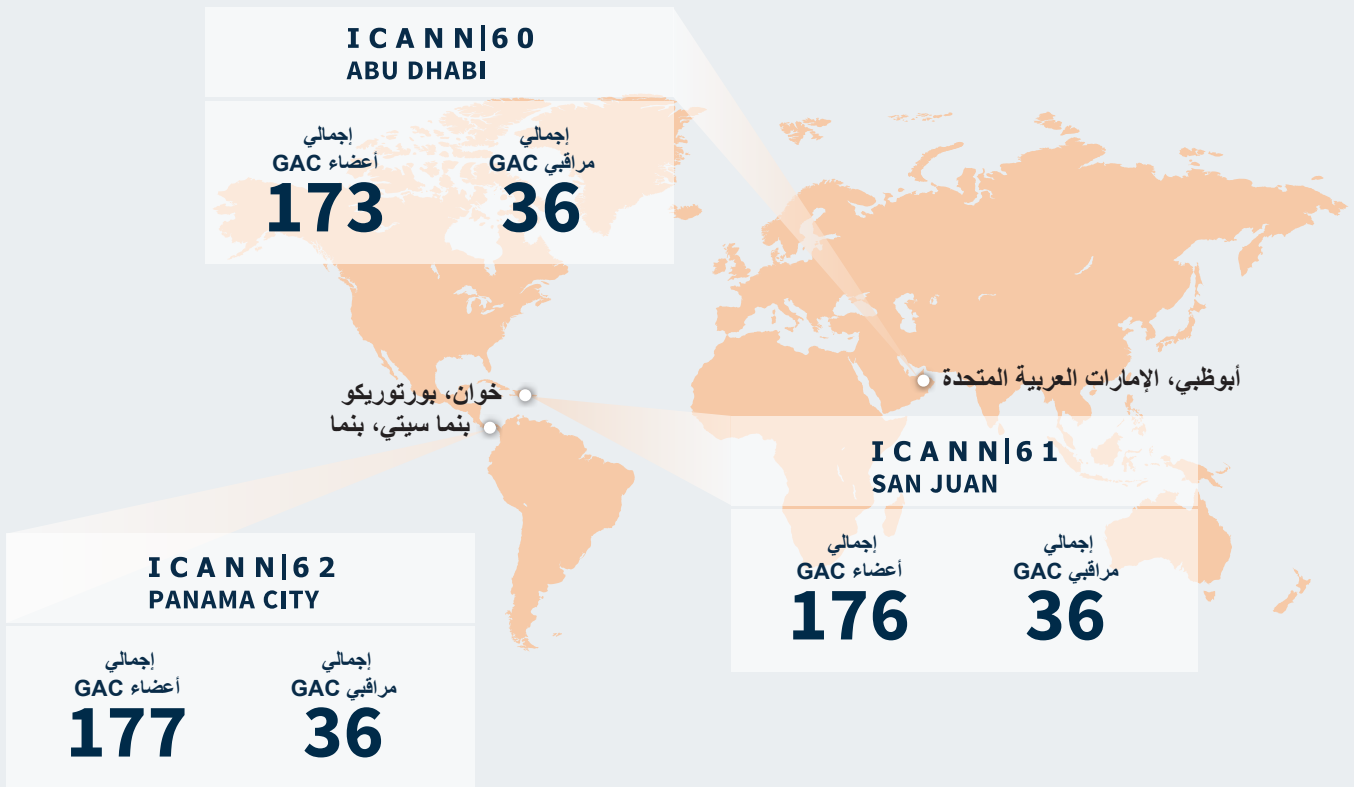 ICANN|60
ABU DHABI
إجمالي
أعضاء GAC
173
إجمالي
مراقبي GAC
36
خوان، بورتوريكو
بنما سيتي، بنما
أبوظبي، الإمارات العربية المتحدة
ICANN|61
SAN JUAN
إجمالي
أعضاء GAC
176
إجمالي
مراقبي GAC
36
ICANN|62
PANAMA CITY
إجمالي
أعضاء GAC
177
إجمالي
مراقبي GAC
36